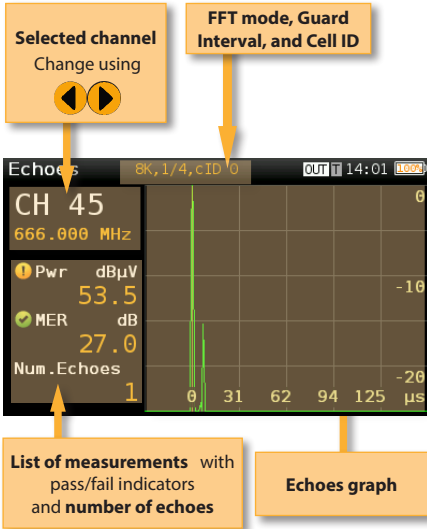 Selected channel
Change using
FFT mode, Guard
Interval, and Cell ID
Echoes 8K,1/4,cID 0 OUT T 14:01 100%
CH 45
666.000 MHz
Pwr dBµV
53.5
MER dB
27.0
Num.Echoes
1
0
-10
-20
0 31 62 94 125 µs
List of measurements with
pass/fail indicators
and number of echoes
Echoes graph